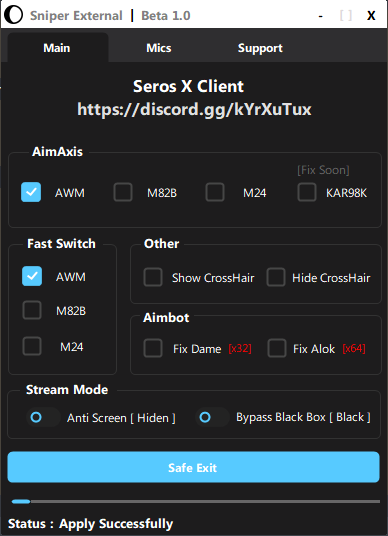 Sniper External | Beta 1.0
- [ ] X
Main Mics Support
Seros X Client
https://discord.gg/kYrXuTux
AimAxis
[Fix Soon]
AWM M82B M24 KAR98K
Fast Switch
AWM
M82B
M24
Other
Show CrossHair Hide CrossHair
Aimbot
Fix Dame [x32] Fix Alok [x64]
Stream Mode
Anti Screen [ Hiden ] Bypass Black Box [ Black ]
Safe Exit
Status : Apply Successfully